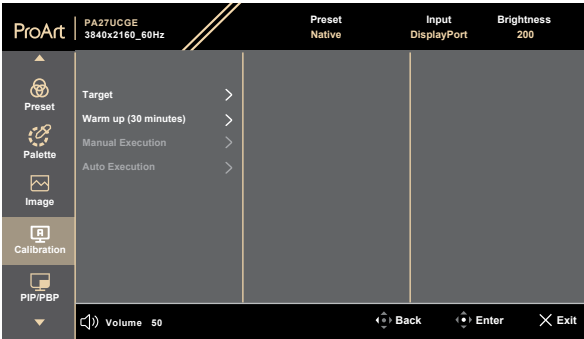 ProArt
PA27UCGE
3840x2160_60Hz
Preset
Native
Input
DisplayPort
Brightness
200
Preset
Palette
Image
Calibration
PIP/PBP
Target
Warm up (30 minutes)
Manual Execution
Auto Execution
Volume 50
Back
Enter
Exit